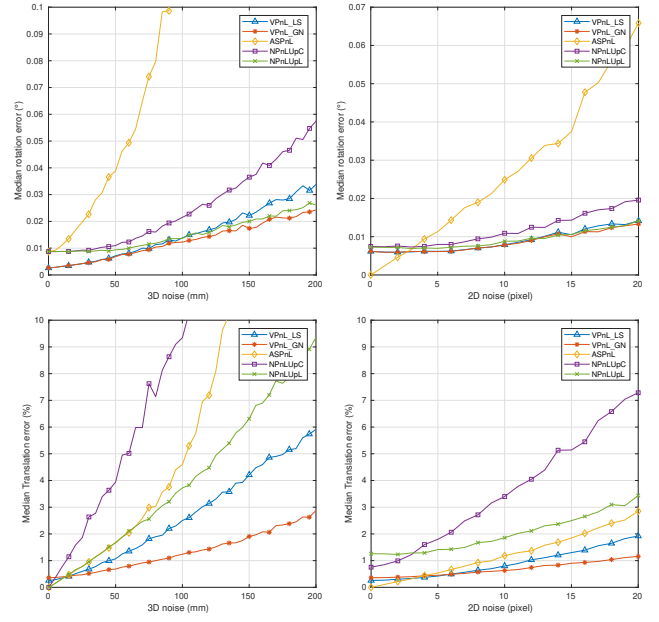 Median rotation error (°)
0.1
0.09
0.08
0.07
0.06
0.05
0.04
0.03
0.02
0.01
0
VPnL_LS
VPnL_GN
ASPnL
NPnLUpC
NPnLUpL
0 50 100 150 200
3D noise (mm)
Median rotation error (°)
0.07
0.06
0.05
0.04
0.03
0.02
0.01
0
VPnL_LS
VPnL_GN
ASPnL
NPnLUpC
NPnLUpL
0 5 10 15 20
2D noise (pixel)
Median Translation error (%)
10
9
8
7
6
5
4
3
2
1
0
VPnL_LS
VPnL_GN
ASPnL
NPnLUpC
NPnLUpL
0 50 100 150 200
3D noise (mm)
Median Translation error (%)
10
9
8
7
6
5
4
3
2
1
0
VPnL_LS
VPnL_GN
ASPnL
NPnLUpC
NPnLUpL
0 5 10 15 20
2D noise (pixel)